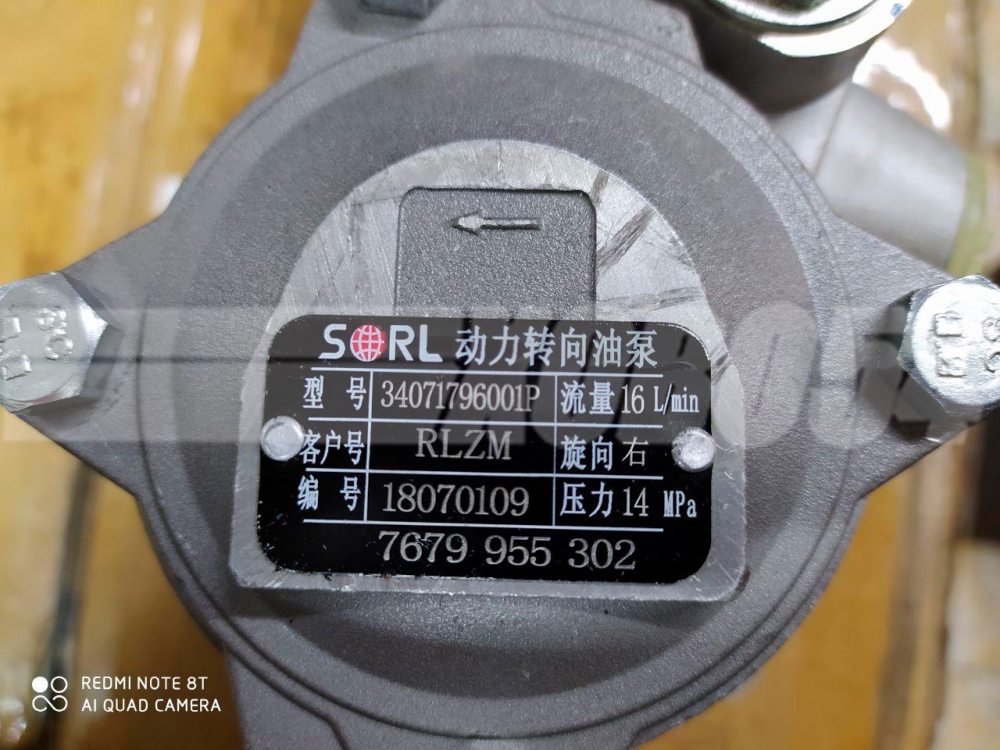 SORL 动力转向油泵
型号 34071796001P 流量 16 L/min
客户号 RLZM 旋向 右
编号 18070109 压力 14 MPa
7679 955 302
REDMI NOTE 8T
AI QUAD CAMERA